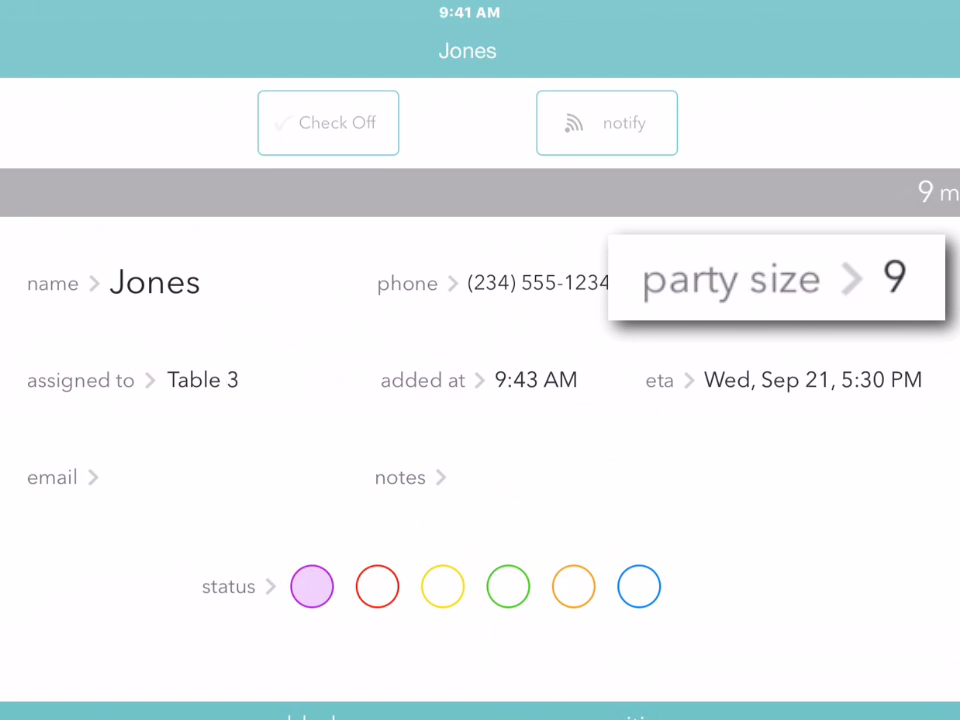 9:41 AM
Jones
Check Off
notify
9 m
name > Jones
phone > (234) 555-1234
party size > 9
assigned to > Table 3
added at > 9:43 AM
eta > Wed, Sep 21, 5:30 PM
email >
notes >
status >